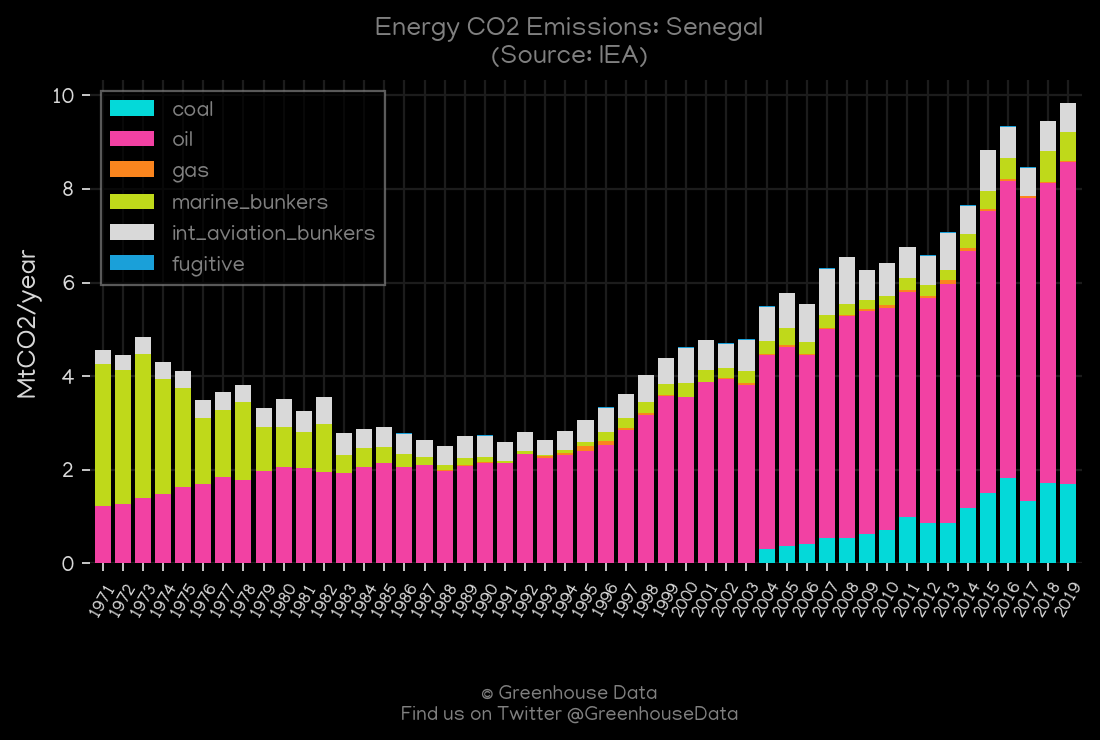 Energy CO2 Emissions: Senegal
(Source: IEA)
MtCO2/year
10
8
6
4
2
0
coal
oil
gas
marine_bunkers
int_aviation_bunkers
fugitive
1971 1972 1973 1974 1975 1976 1977 1978 1979 1980 1981 1982 1983 1984 1985 1986 1987 1988 1989 1990 1991 1992 1993 1994 1995 1996 1997 1998 1999 2000 2001 2002 2003 2004 2005 2006 2007 2008 2009 2010 2011 2012 2013 2014 2015 2016 2017 2018 2019
© Greenhouse Data
Find us on Twitter @GreenhouseData